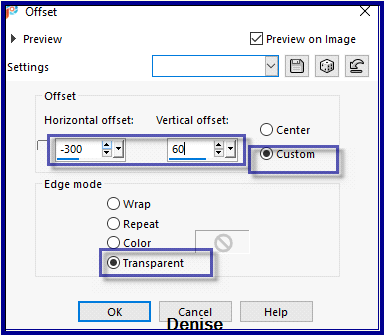 Offset
Preview
Preview on Image
Settings
Offset
Horizontal offset: Vertical offset:
-300 60
Center
Custom
Edge mode
Wrap
Repeat
Color
Transparent
OK Cancel Help
Denise